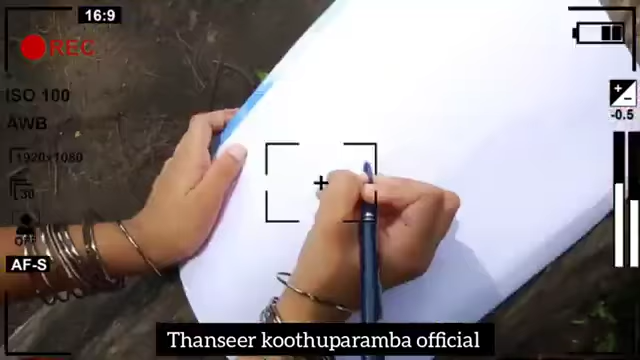 16:9
REC
ISO 100
AWB
1920x1080
30
OFF
AF-S
-0.5
Thanseer koothuparamba official